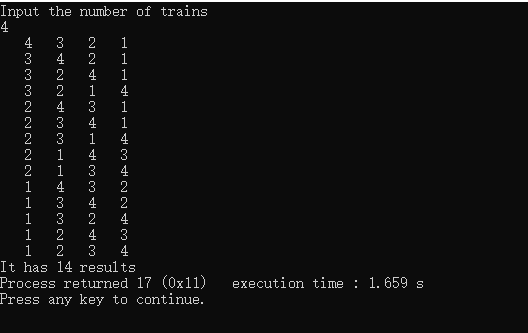 Input the number of trains
4
4 3 2 1
3 4 2 1
3 2 4 1
3 2 1 4
2 4 3 1
2 3 4 1
2 3 1 4
2 1 4 3
2 1 3 4
1 4 3 2
1 3 4 2
1 3 2 4
1 2 4 3
1 2 3 4
It has 14 results
Process returned 17 (0x11) execution time : 1.659 s
Press any key to continue.